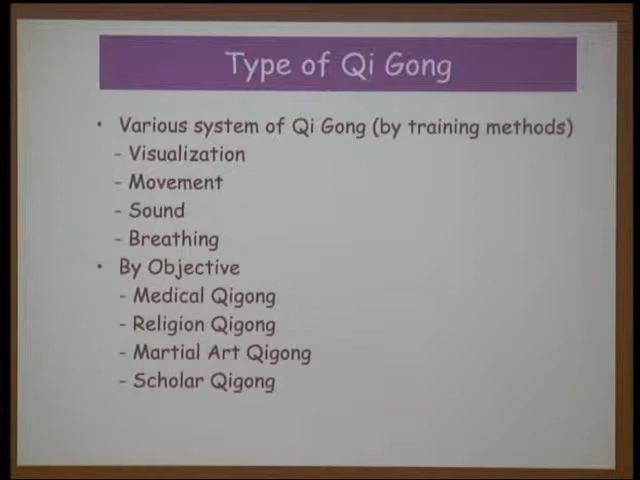 Type of Qi Gong
• Various system of Qi Gong (by training methods)
- Visualization
- Movement
- Sound
- Breathing
• By Objective
- Medical Qigong
- Religion Qigong
- Martial Art Qigong
- Scholar Qigong